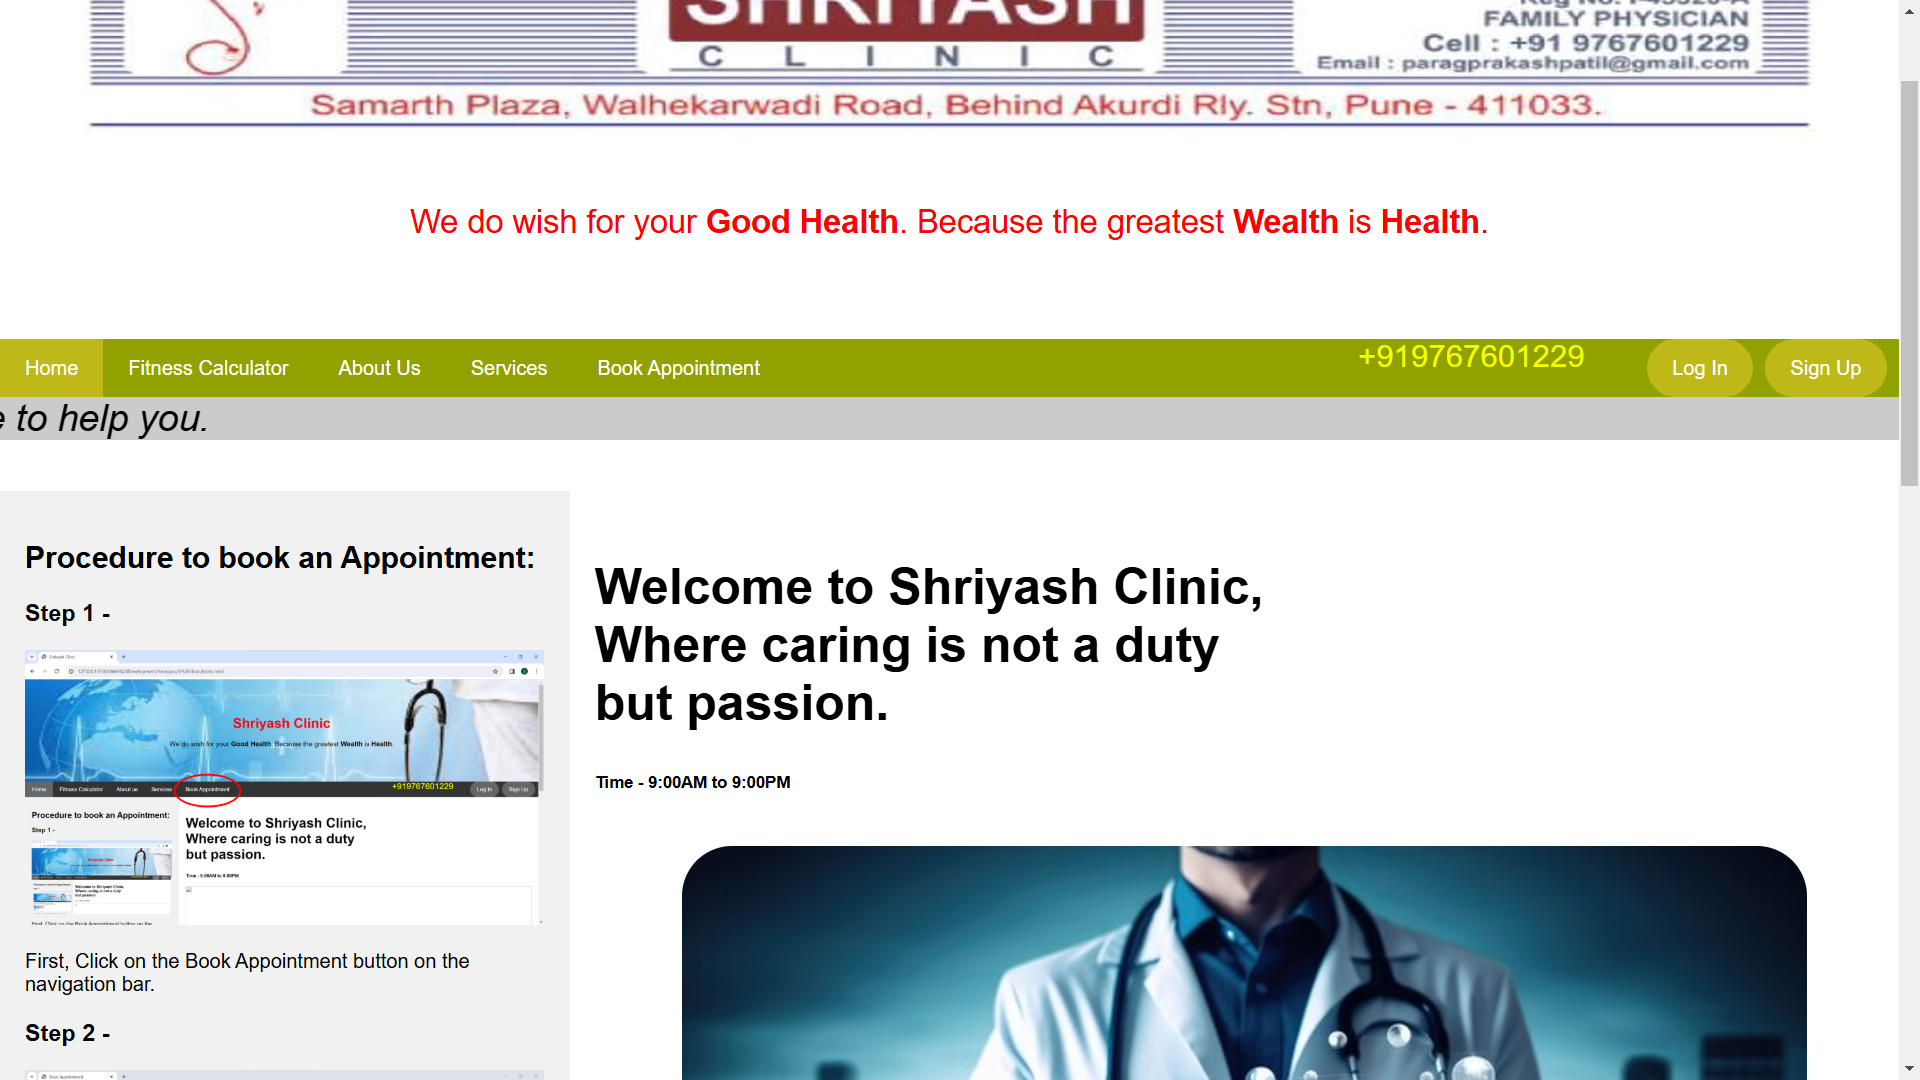 SHRIYASH
CLINIC
FAMILY PHYSICIAN
Cell : +91 9767601229
Email : paragprakashpatil@gmail.com
Samarth Plaza, Walhekarwadi Road, Behind Akurdi Rly. Stn, Pune - 411033.
We do wish for your Good Health. Because the greatest Wealth is Health.
Home Fitness Calculator About Us Services Book Appointment +919767601229 Log In Sign Up
to help you.
Procedure to book an Appointment:
Step 1 -
Shriyash Clinic
Shriyash Clinic
We do wish for your Good Health. Because the greatest Wealth is Health.
Home Fitness Calculator About us Services Book Appointment +919767601229 Log In Sign Up
Procedure to book an Appointment:
Step 1 -
Welcome to Shriyash Clinic,
Where caring is not a duty
but passion.
Time - 9:00AM to 9:00PM
First, Click on the Book Appointment button on the
navigation bar.
Step 2 -
Book Appointment
Welcome to Shriyash Clinic,
Where caring is not a duty
but passion.
Time - 9:00AM to 9:00PM